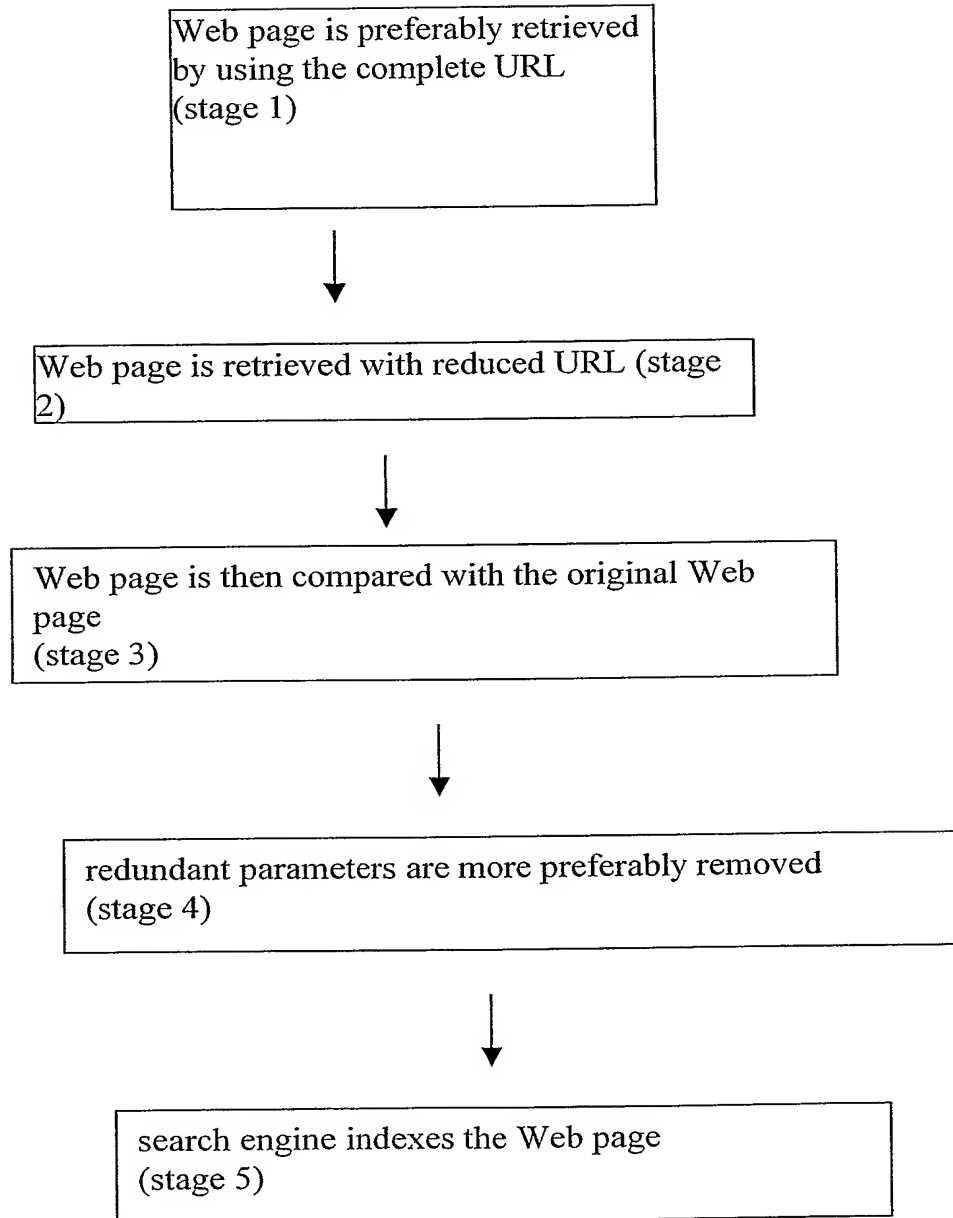 Web page is preferably retrieved
by using the complete URL
(stage 1)
Web page is retrieved with reduced URL (stage
2)
Web page is then compared with the original Web
page
(stage 3)
redundant parameters are more preferably removed
(stage 4)
search engine indexes the Web page
(stage 5)